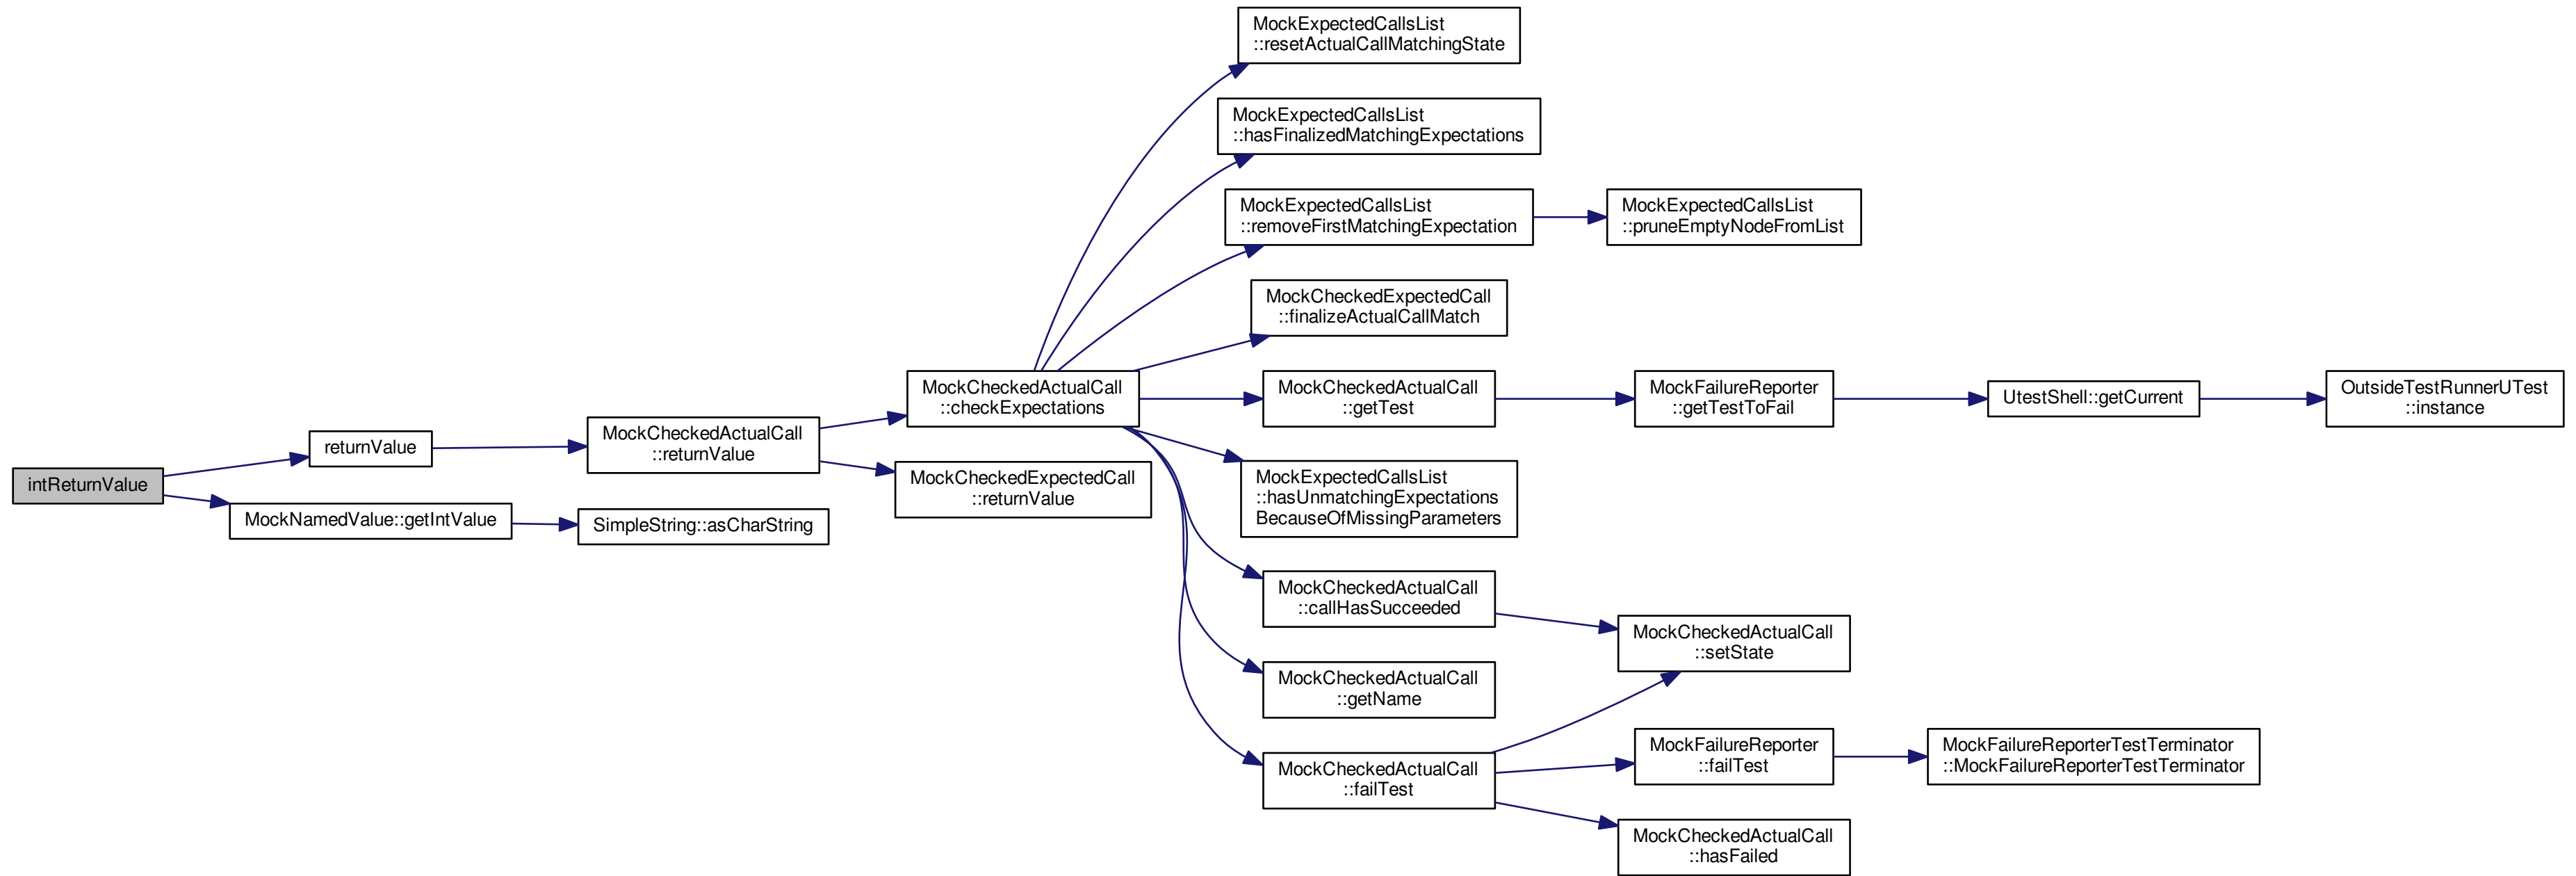 MockExpectedCallsList
::resetActualCallMatchingState
MockExpectedCallsList
::hasFinalizedMatchingExpectations
MockExpectedCallsList
::removeFirstMatchingExpectation
MockExpectedCallsList
::pruneEmptyNodeFromList
MockCheckedExpectedCall
::finalizeActualCallMatch
MockCheckedActualCall
::checkExpectations
MockCheckedActualCall
::getTest
MockFailureReporter
::getTestToFail
UtestShell::getCurrent
OutsideTestRunnerUTest
::instance
returnValue
MockCheckedActualCall
::returnValue
intReturnValue
MockCheckedExpectedCall
::returnValue
MockExpectedCallsList
::hasUnmatchingExpectations
BecauseOfMissingParameters
MockNamedValue::getIntValue
SimpleString::asCharString
MockCheckedActualCall
::callHasSucceeded
MockCheckedActualCall
::setState
MockCheckedActualCall
::getName
MockCheckedActualCall
::failTest
MockFailureReporter
::failTest
MockFailureReporterTestTerminator
::MockFailureReporterTestTerminator
MockCheckedActualCall
::hasFailed